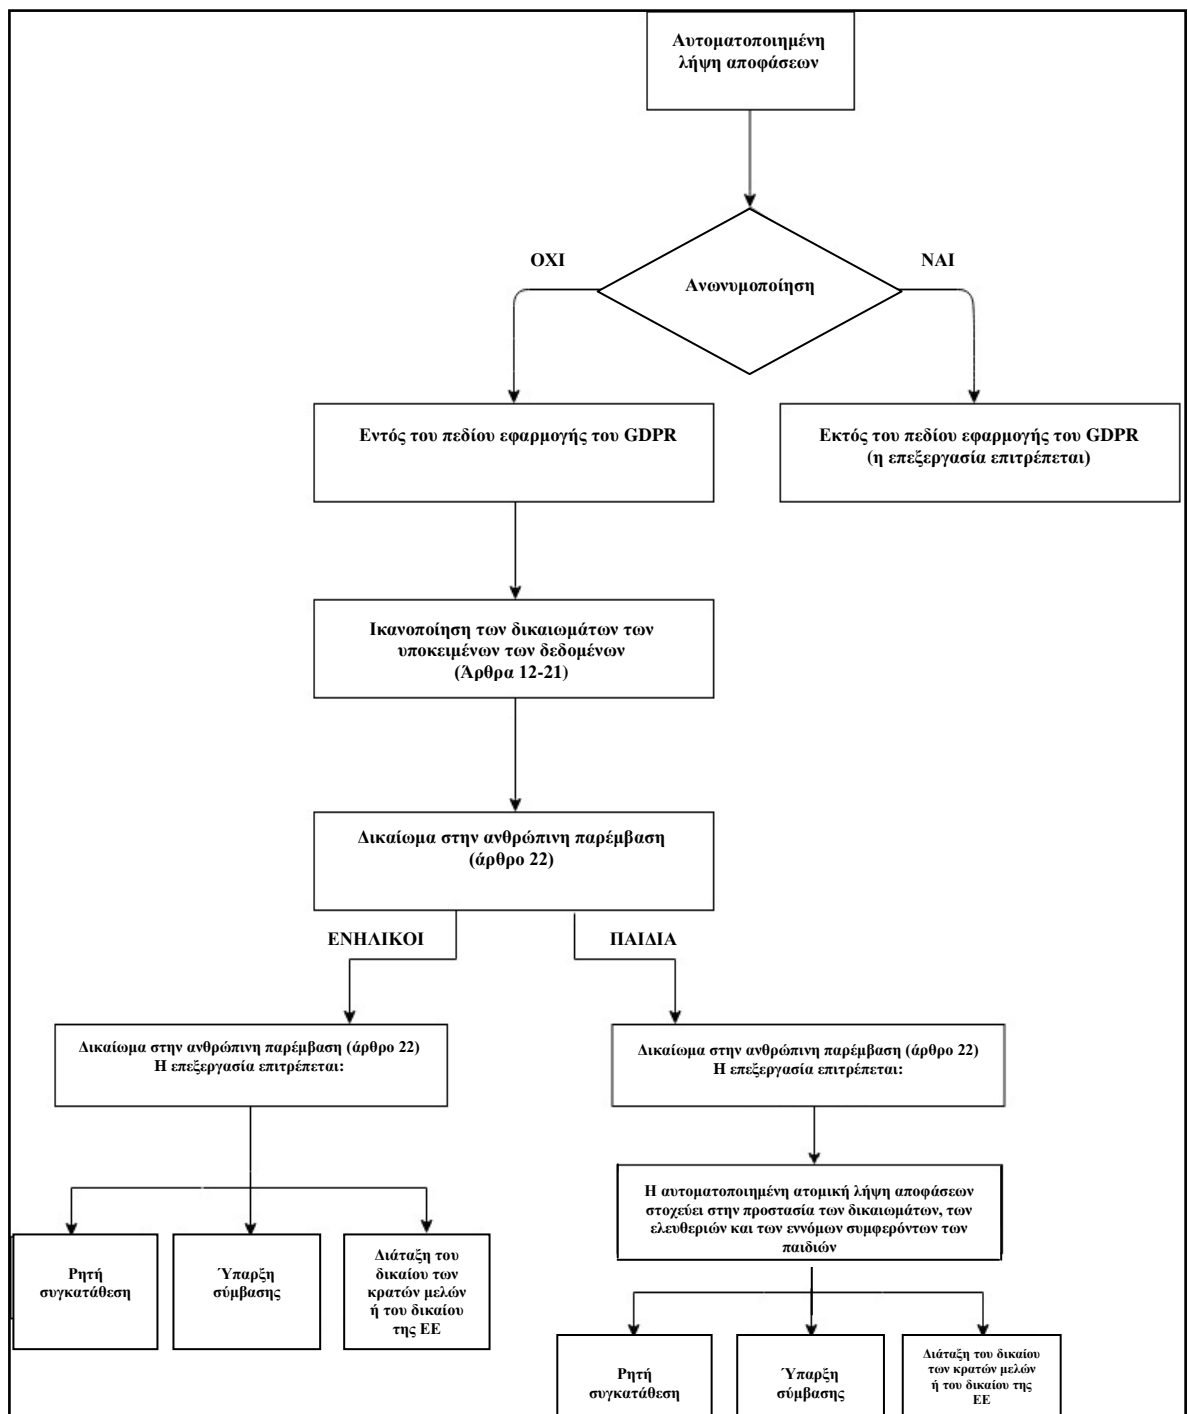 Αυτοματοποιημένη
λήψη αποφάσεων
ΟΧΙ
ΝΑΙ
Ανωνυμοποίηση
Εντός του πεδίου εφαρμογής του GDPR
Εκτός του πεδίου εφαρμογής του GDPR
(η επεξεργασία επιτρέπεται)
Ικανοποίηση των δικαιωμάτων των
υποκειμένων των δεδομένων
(Άρθρα 12-21)
Δικαίωμα στην ανθρώπινη παρέμβαση
(άρθρο 22)
ΕΝΗΛΙΚΟΙ
ΠΑΙΔΙΑ
Δικαίωμα στην ανθρώπινη παρέμβαση (άρθρο 22)
Η επεξεργασία επιτρέπεται:
Δικαίωμα στην ανθρώπινη παρέμβαση (άρθρο 22)
Η επεξεργασία επιτρέπεται:
Η αυτοματοποιημένη ατομική λήψη αποφάσεων
στοχεύει στην προστασία των δικαιωμάτων, των
ελευθεριών και των εννόμων συμφερόντων των
παιδιών
Ρητή
συγκατάθεση
Ύπαρξη
σύμβασης
Διάταξη του
δικαίου των
κρατών μελών
ή του δικαίου
της ΕΕ
Ρητή
συγκατάθεση
Ύπαρξη
σύμβασης
Διάταξη του δικαίου
των κρατών μελών
ή του δικαίου της
ΕΕ